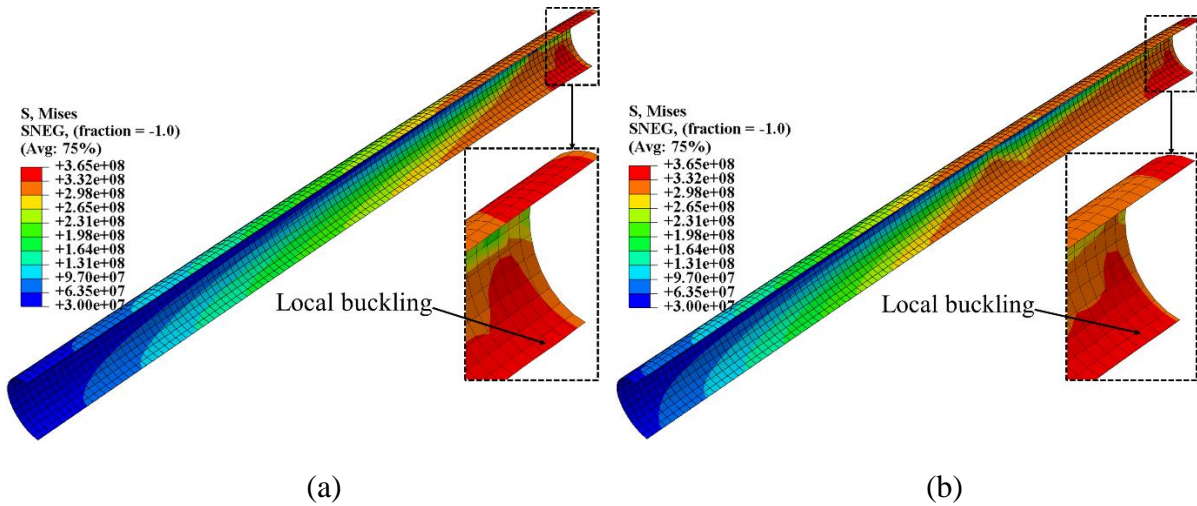 S, Mises
SNEG, (fraction = -1.0)
(Avg: 75%)
+3.65e+08
+3.32e+08
+2.98e+08
+2.65e+08
+2.31e+08
+1.98e+08
+1.64e+08
+1.31e+08
+9.70e+07
+6.35e+07
+3.00e+07
Local buckling
(a)
S, Mises
SNEG, (fraction = -1.0)
(Avg: 75%)
+3.65e+08
+3.32e+08
+2.98e+08
+2.65e+08
+2.31e+08
+1.98e+08
+1.64e+08
+1.31e+08
+9.70e+07
+6.35e+07
+3.00e+07
Local buckling
(b)